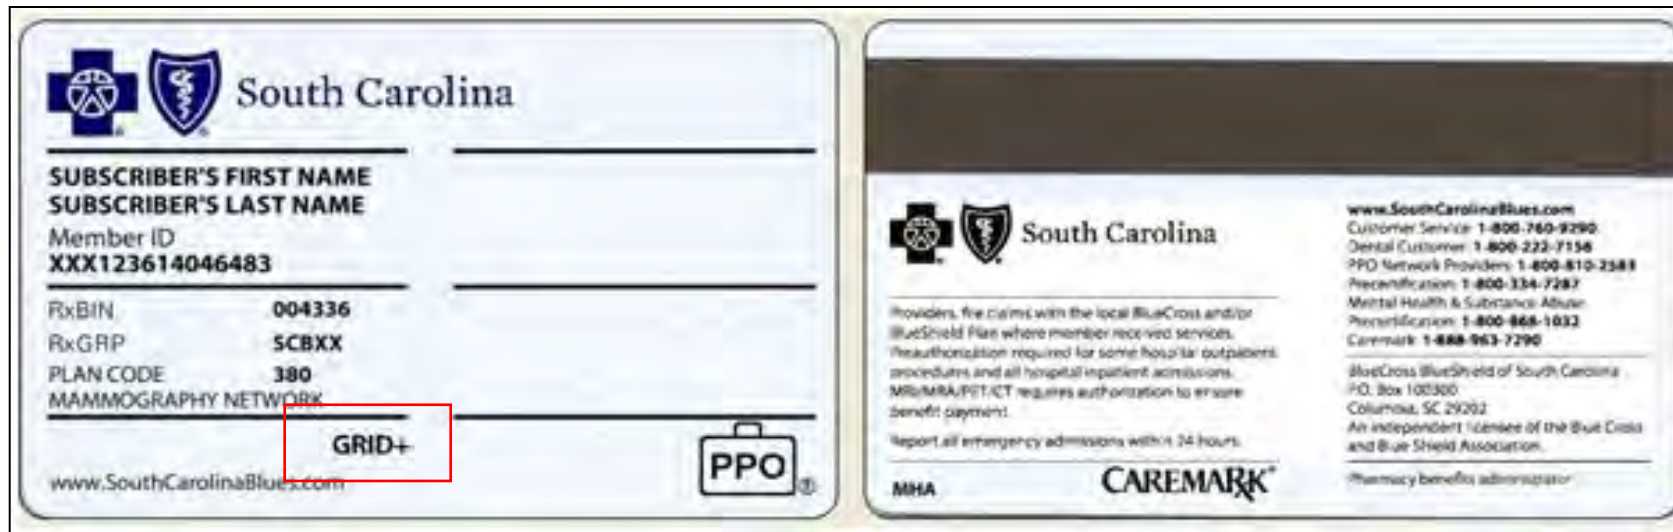 South Carolina
SUBSCRIBER'S FIRST NAME
SUBSCRIBER'S LAST NAME
Member ID
XXX123614046483
RxBIN 004336
RxGRP SCBXX
PLAN CODE 380
MAMMOGRAPHY NETWORK
GRID+
www.SouthCarolinaBlues.com
PPO ®
South Carolina
Providers, file claims with the local BlueCross and/or
BlueShield Plan where member received services.
Preauthorization required for some hospital outpatient
procedures and all hospital inpatient admissions.
MRI/MRA/PET/CT requires authorization to ensure
benefit payment.
Report all emergency admissions within 24 hours.
MHA
CAREMARK
www.SouthCarolinaBlues.com
Customer Service: 1-800-760-9290
Dental Customer: 1-800-222-7156
PPO Network Providers: 1-800-810-2583
Precertification: 1-800-334-7287
Mental Health & Substance Abuse
Precertification: 1-800-868-1032
Caremark: 1-888-963-7290
BlueCross BlueShield of South Carolina
P.O. Box 100300
Columbia, SC 29202
An independent licensee of the Blue Cross
and Blue Shield Association.
Pharmacy benefits administrator